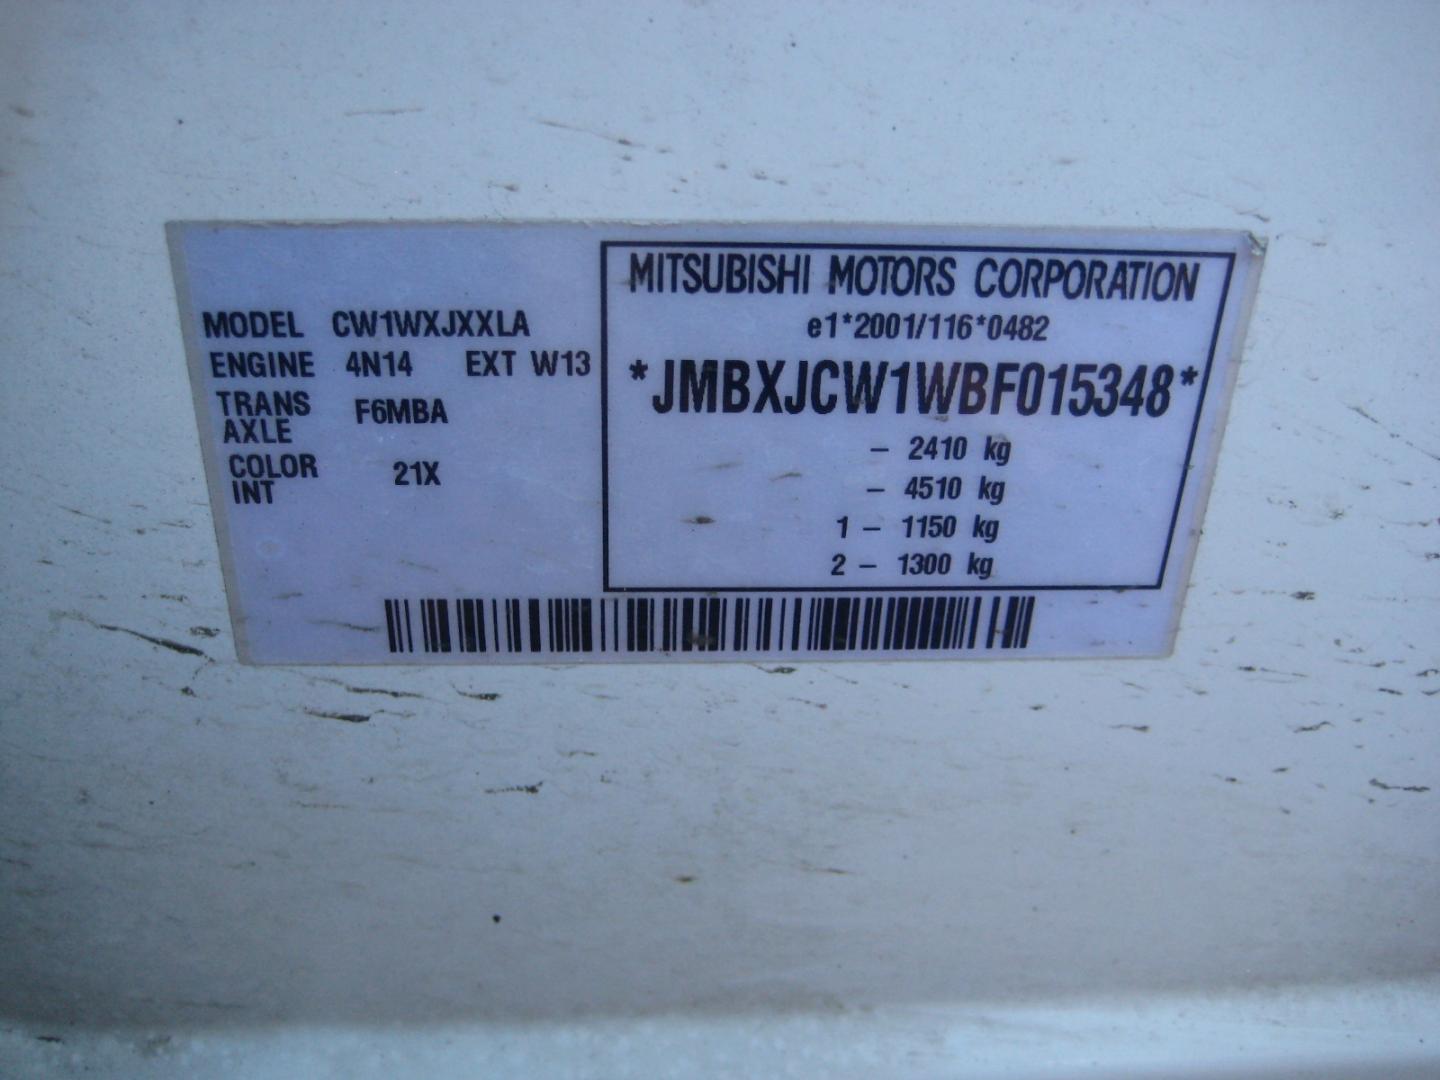 MODEL CW1WXJXXLA
ENGINE 4N14 EXT W13
TRANS
AXLE F6MBA
COLOR
INT 21X
MITSUBISHI MOTORS CORPORATION
e1*2001/116*0482
*JMBXJCW1WBF015348*
– 2410 kg
– 4510 kg
1 – 1150 kg
2 – 1300 kg